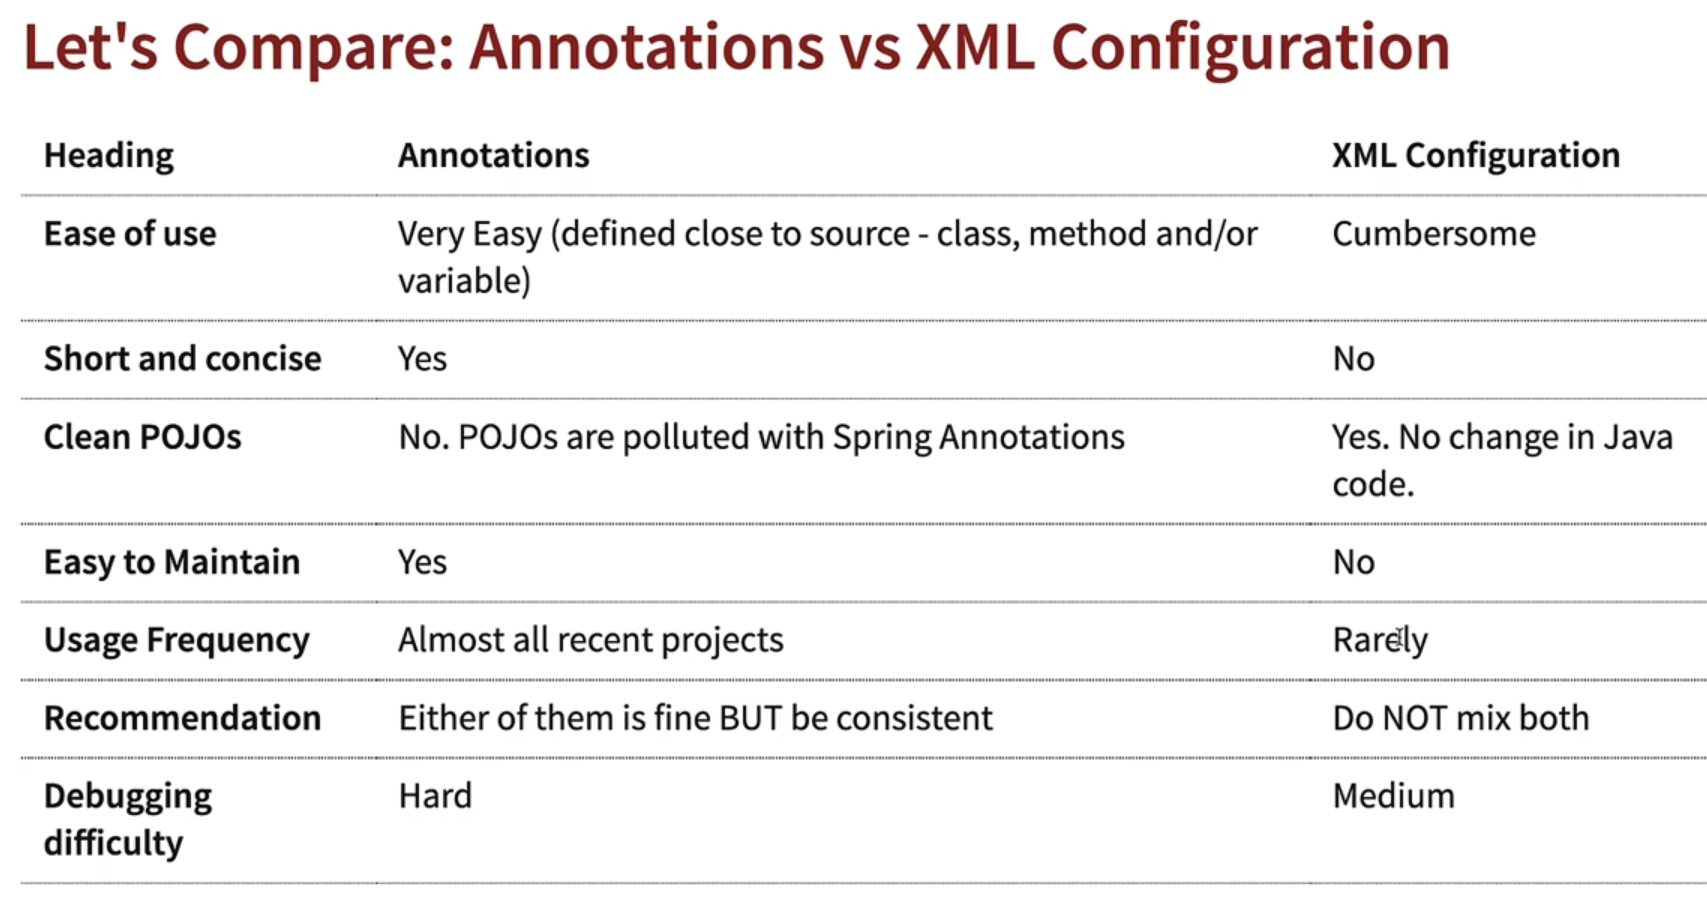 Let's Compare: Annotations vs XML Configuration
Heading Annotations XML Configuration
Ease of use Very Easy (defined close to source - class, method and/or Cumbersome
variable)
Short and concise Yes No
Clean POJOs No. POJOs are polluted with Spring Annotations Yes. No change in Java
code.
Easy to Maintain Yes No
Usage Frequency Almost all recent projects Rarely
Recommendation Either of them is fine BUT be consistent Do NOT mix both
Debugging Hard Medium
difficulty